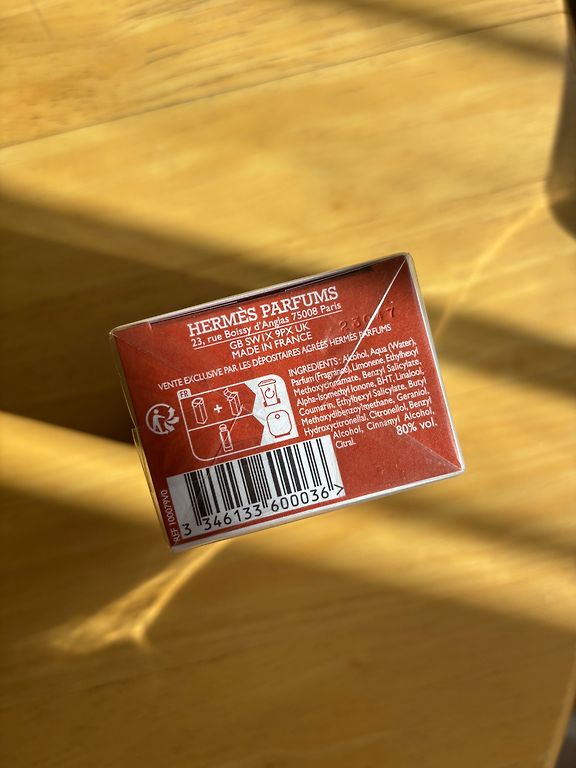 HERMÈS PARFUMS
23, rue Boissy d'Anglas 75008 Paris
GB SW1X 9PX UK
MADE IN FRANCE
VENTE EXCLUSIVE PAR LES DÉPOSITAIRES AGRÉÉS HERMÈS PARFUMS
FR
+
INGREDIENTS : Alcohol, Aqua (Water),
Parfum (Fragrance), Limonene, Ethylhexyl
Methoxycinnamate, Benzyl Salicylate,
Alpha-Isomethyl Ionone, BHT, Linalool,
Coumarin, Ethylhexyl Salicylate, Butyl
Methoxydibenzoylmethane, Geraniol,
Hydroxycitronellal, Citronellol, Benzyl
Alcohol, Cinnamyl Alcohol,
Citral.
80% vol.
3 346133 600036 >